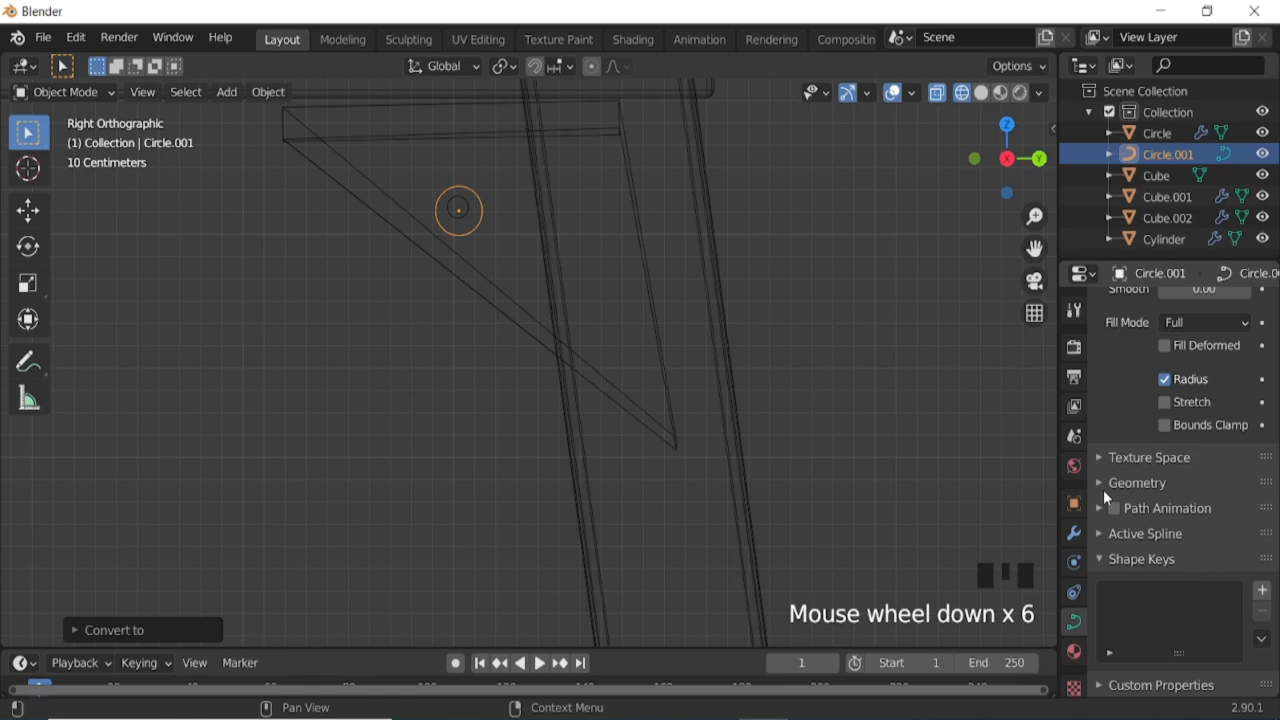 Blender
File Edit Render Window Help Layout Modeling Sculpting UV Editing Texture Paint Shading Animation Rendering Compositin Scene View Layer
Global Options
Object Mode View Select Add Object
Right Orthographic
(1) Collection | Circle.001
10 Centimeters
Z
X
Y
Mouse wheel down x 6
Convert to
Scene Collection
Collection
Circle
Circle.001
Cube
Cube.001
Cube.002
Cylinder
Circle.001 Circle.0
Smooth 0.00
Fill Mode Full
Fill Deformed
Radius
Stretch
Bounds Clamp
Texture Space
Geometry
Path Animation
Active Spline
Shape Keys
Custom Properties
Playback Keying View Marker 1 Start 1 End 250
Pan View Context Menu 2.90.1